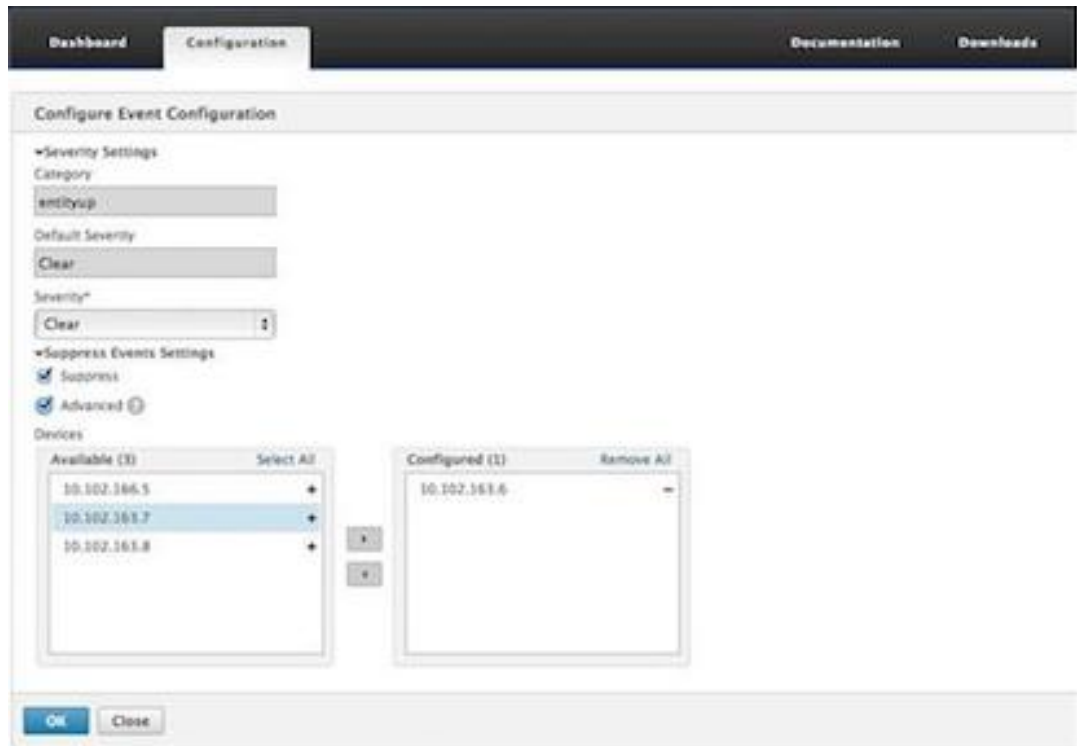 Dashboard Configuration Documentation Downloads
Configure Event Configuration
Severity Settings
Category
entityup
Default Severity
Clear
Severity*
Clear
Suppress Events Settings
Suppress
Advanced
Devices
Available (3) Select All
Configured (1) Remove All
10.102.166.5 +
10.102.163.7 +
10.102.163.8 +
10.102.163.6 −
OK Close